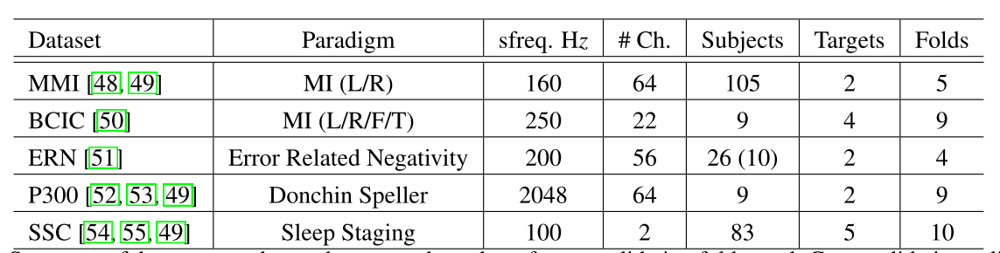 Dataset Paradigm sfreq. Hz # Ch. Subjects Targets Folds
MMI [48, 49] MI (L/R) 160 64 105 2 5
BCIC [50] MI (L/R/F/T) 250 22 9 4 9
ERN [51] Error Related Negativity 200 56 26 (10) 2 4
P300 [52, 53, 49] Donchin Speller 2048 64 9 2 9
SSC [54, 55, 49] Sleep Staging 100 2 83 5 10